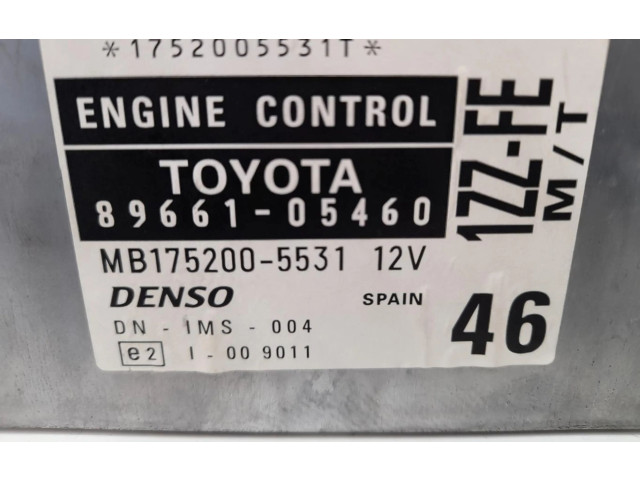 *1752005531T*
ENGINE CONTROL
TOYOTA
89661-05460
MB175200-5531 12V
DENSO SPAIN
DN - IMS - 004
e2 I - 00 9011
1ZZ-FE
M/T
46